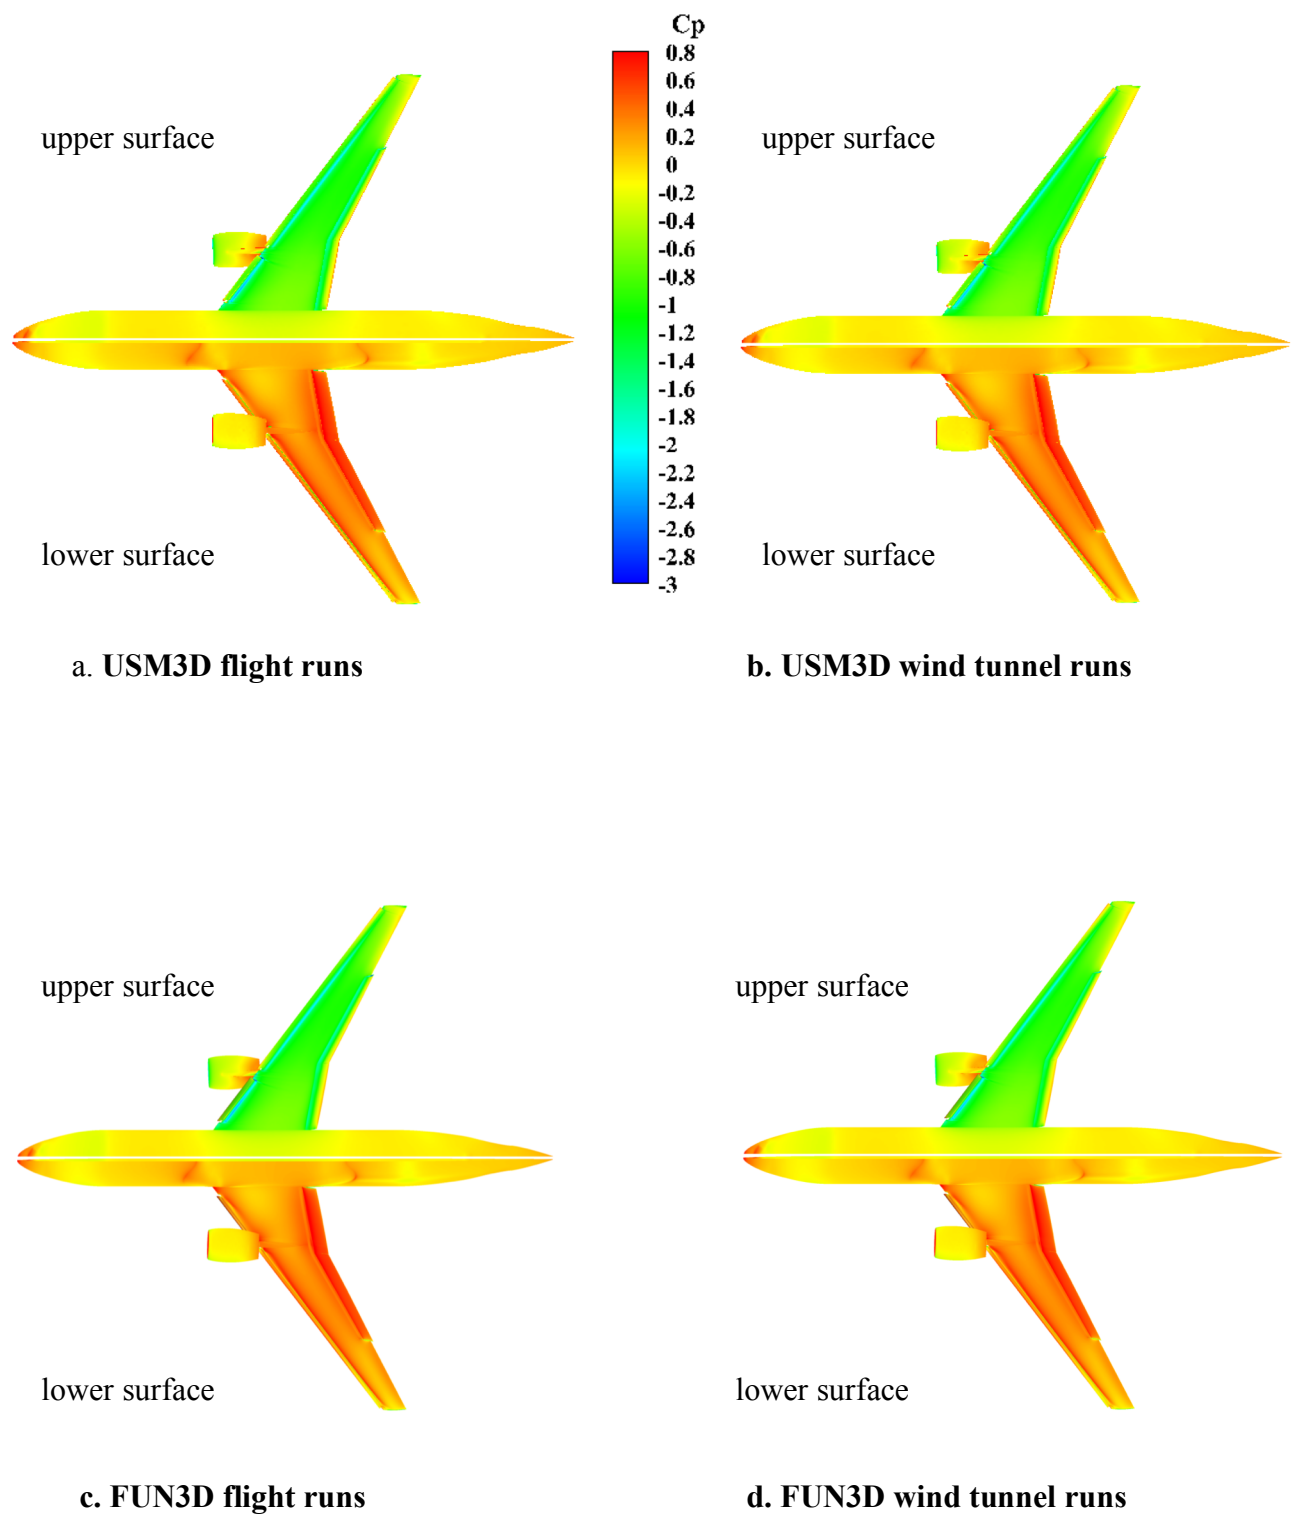 Cp
0.8
0.6
0.4
0.2
0
-0.2
-0.4
-0.6
-0.8
-1
-1.2
-1.4
-1.6
-1.8
-2
-2.2
-2.4
-2.6
-2.8
-3
upper surface
upper surface
lower surface
lower surface
a. USM3D flight runs
b. USM3D wind tunnel runs
upper surface
upper surface
lower surface
lower surface
c. FUN3D flight runs
d. FUN3D wind tunnel runs